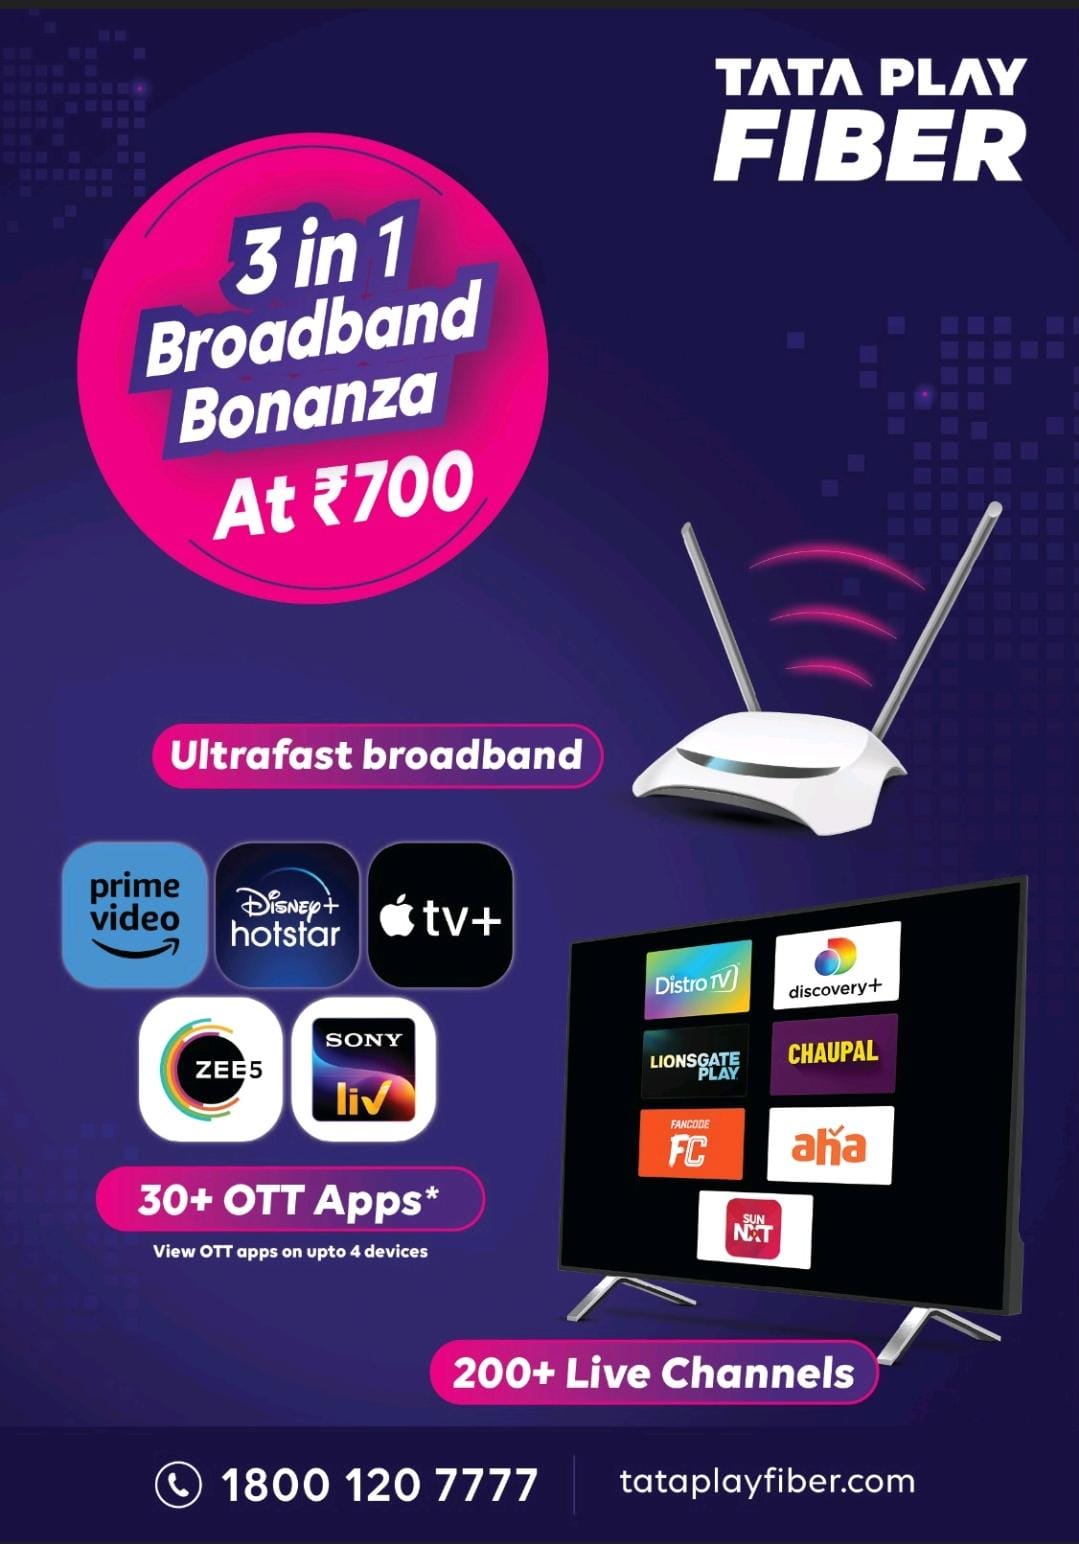 TATA PLAY
FIBER
3 in 1
Broadband
Bonanza
At ₹700
Ultrafast broadband
prime
video
Disney+
hotstar
tv+
ZEE5
SONY
liv
30+ OTT Apps*
View OTT apps on upto 4 devices
Distro TV
discovery+
LIONSGATE
PLAY
CHAUPAL
FANCODE
FC
aha
SUN
NXT
200+ Live Channels
1800 120 7777
tataplayfiber.com